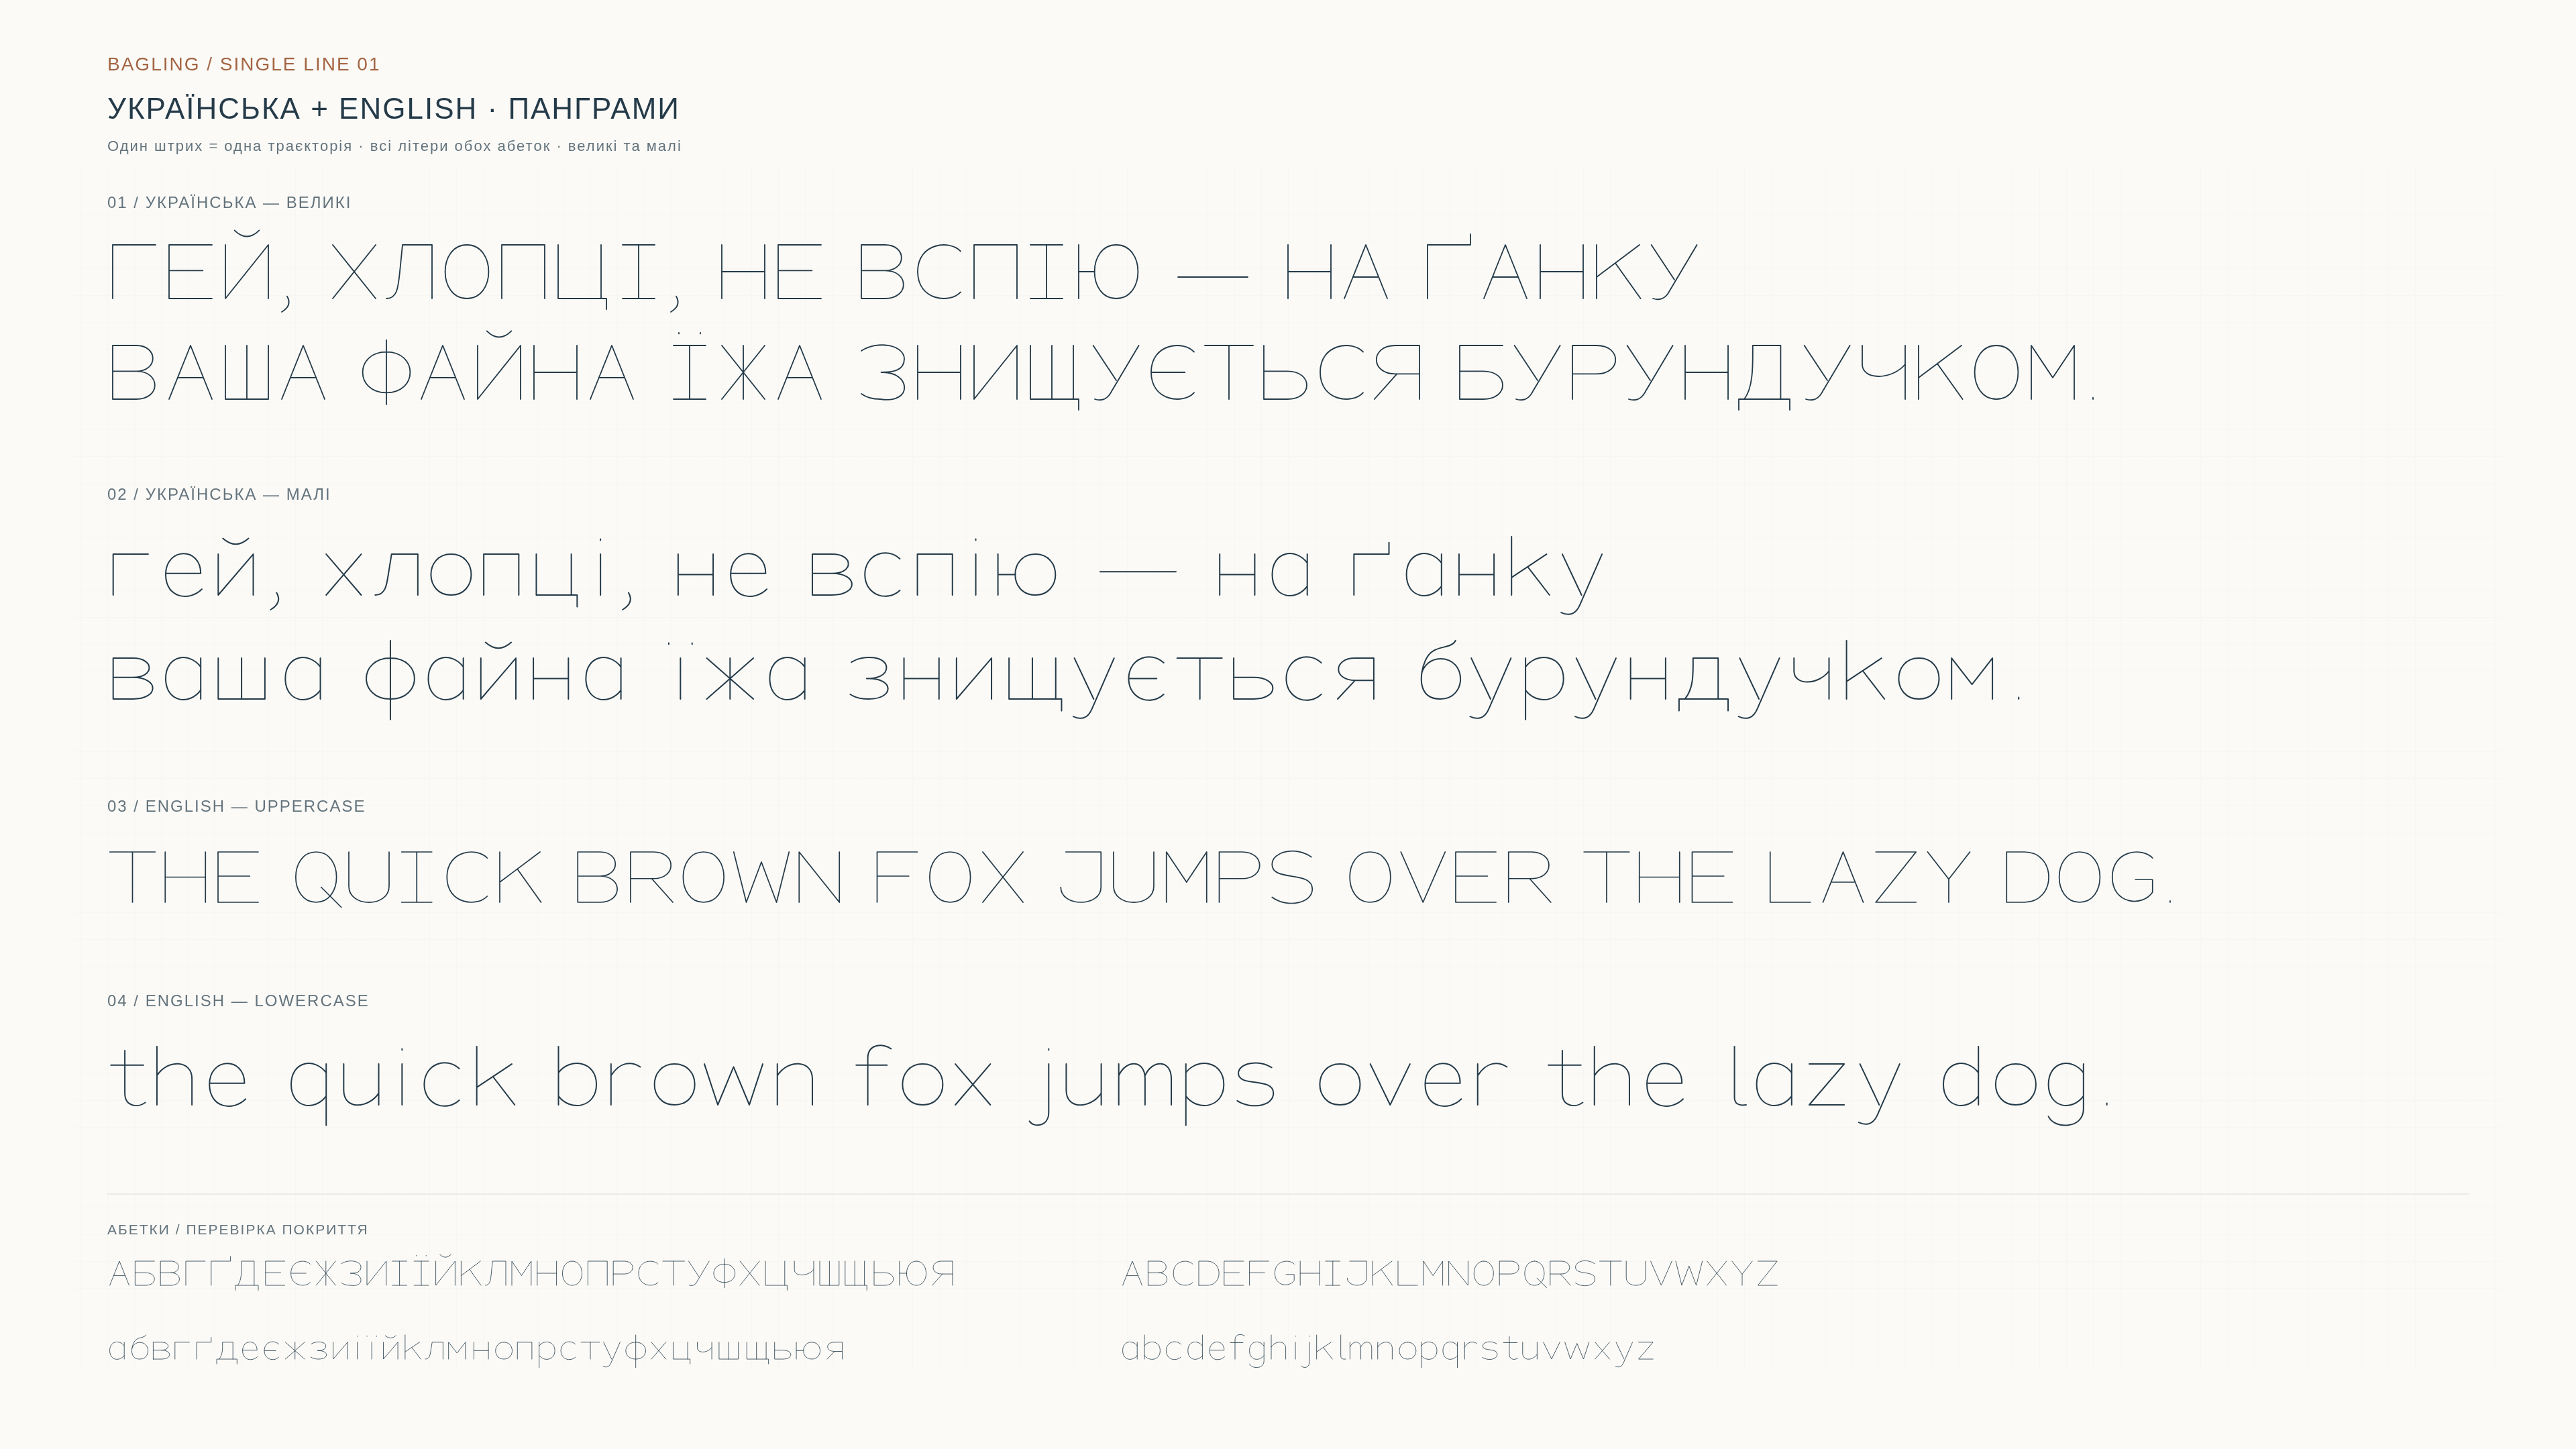 BAGLING / SINGLE LINE 01
УКРАЇНСЬКА + ENGLISH · ПАНГРАМИ
Один штрих = одна траєкторія · всі літери обох абеток · великі та малі
01 / УКРАЇНСЬКА — ВЕЛИКІ
ГЕЙ, ХЛОПЦІ, НЕ ВСПІЮ — НА ҐАНКУ
ВАША ФАЙНА ЇЖА ЗНИЩУЄТЬСЯ БУРУНДУЧКОМ.
02 / УКРАЇНСЬКА — МАЛІ
гей, хлопці, не вспію — на ґанку
ваша файна їжа знищується бурундучком.
03 / ENGLISH — UPPERCASE
THE QUICK BROWN FOX JUMPS OVER THE LAZY DOG.
04 / ENGLISH — LOWERCASE
the quick brown fox jumps over the lazy dog.
АБЕТКИ / ПЕРЕВІРКА ПОКРИТТЯ
АБВГҐДЕЄЖЗИІЇЙКЛМНОПРСТУФХЦЧШЩЬЮЯ
ABCDEFGHIJKLMNOPQRSTUVWXYZ
абвгґдеєжзиіїйклмнопрстуфхцчшщьюя
abcdefghijklmnopqrstuvwxyz